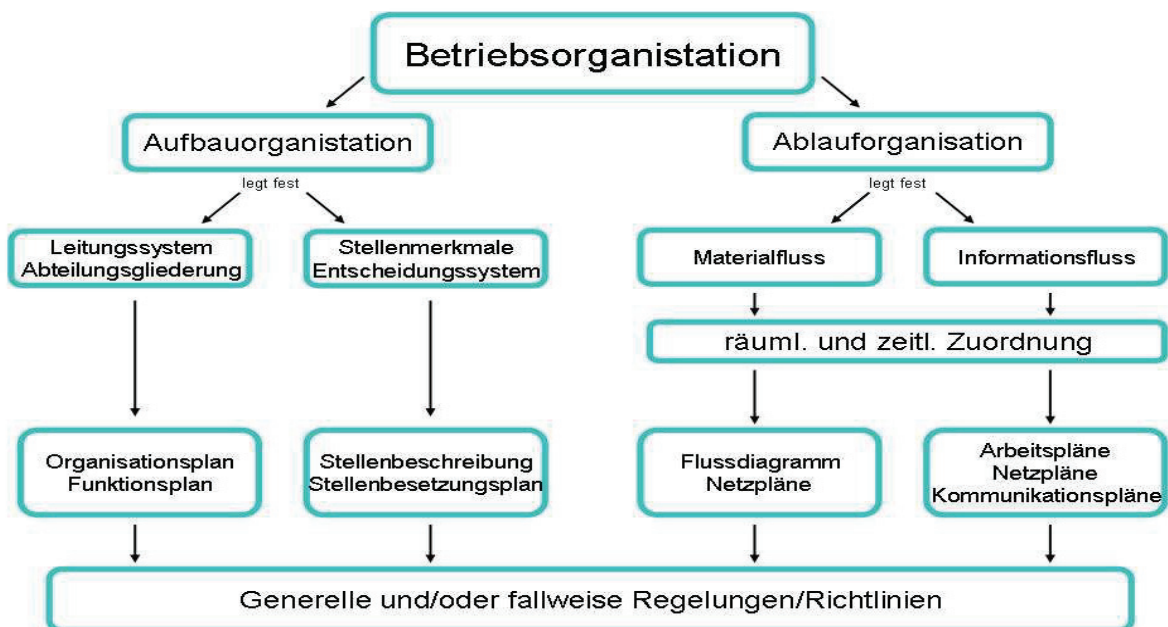 Betriebsorganistation
Aufbauorganistation
Ablauforganisation
legt fest
legt fest
Leitungssystem
Abteilungsgliederung
Stellenmerkmale
Entscheidungssystem
Materialfluss
Informationsfluss
räuml. und zeitl. Zuordnung
Organisationsplan
Funktionsplan
Stellenbeschreibung
Stellenbesetzungsplan
Flussdiagramm
Netzpläne
Arbeitspläne
Netzpläne
Kommunikationspläne
Generelle und/oder fallweise Regelungen/Richtlinien